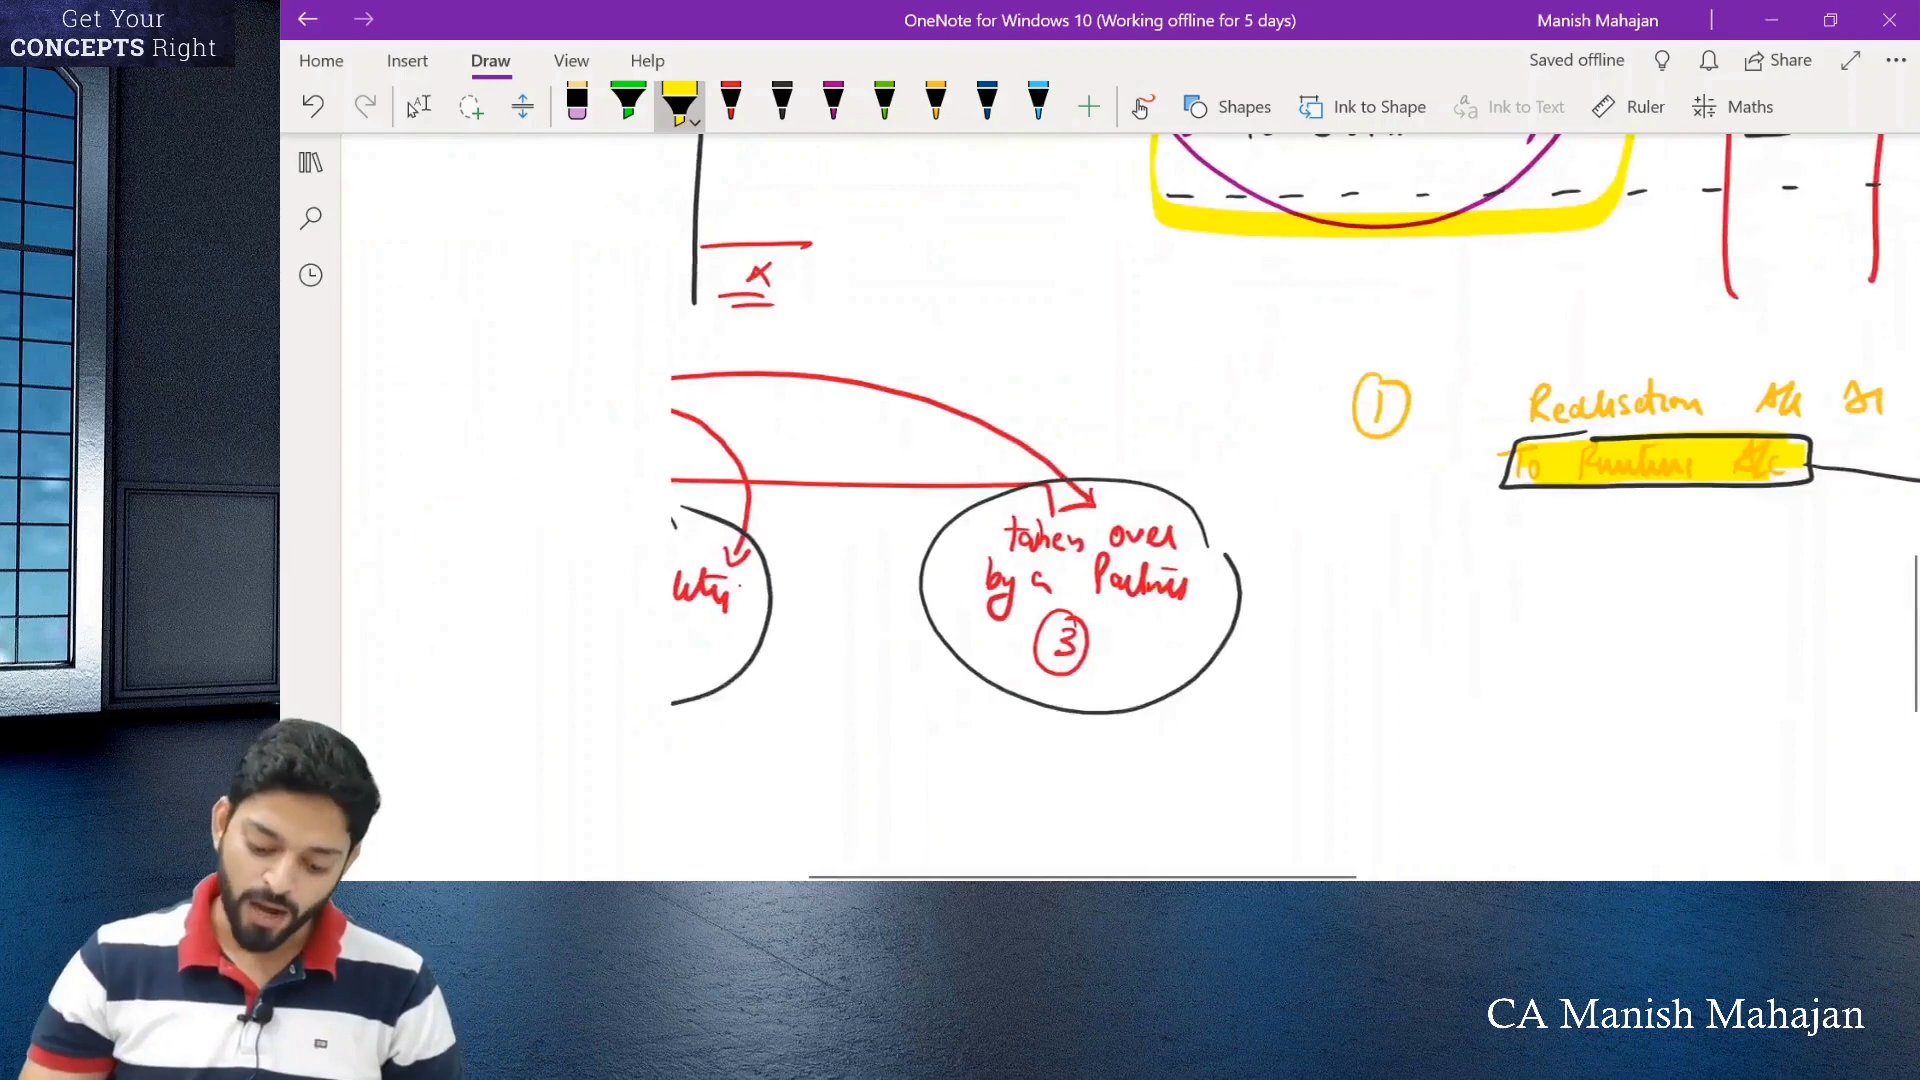 Get Your
CONCEPTS Right
OneNote for Windows 10 (Working offline for 5 days)
Manish Mahajan
Home
Insert
Draw
View
Help
Saved offline
Share
Shapes
Ink to Shape
Ink to Text
Ruler
Maths
x
1
Realisation A/c Dr
To Partners A/c
taken over
by a Partner
3
CA Manish Mahajan